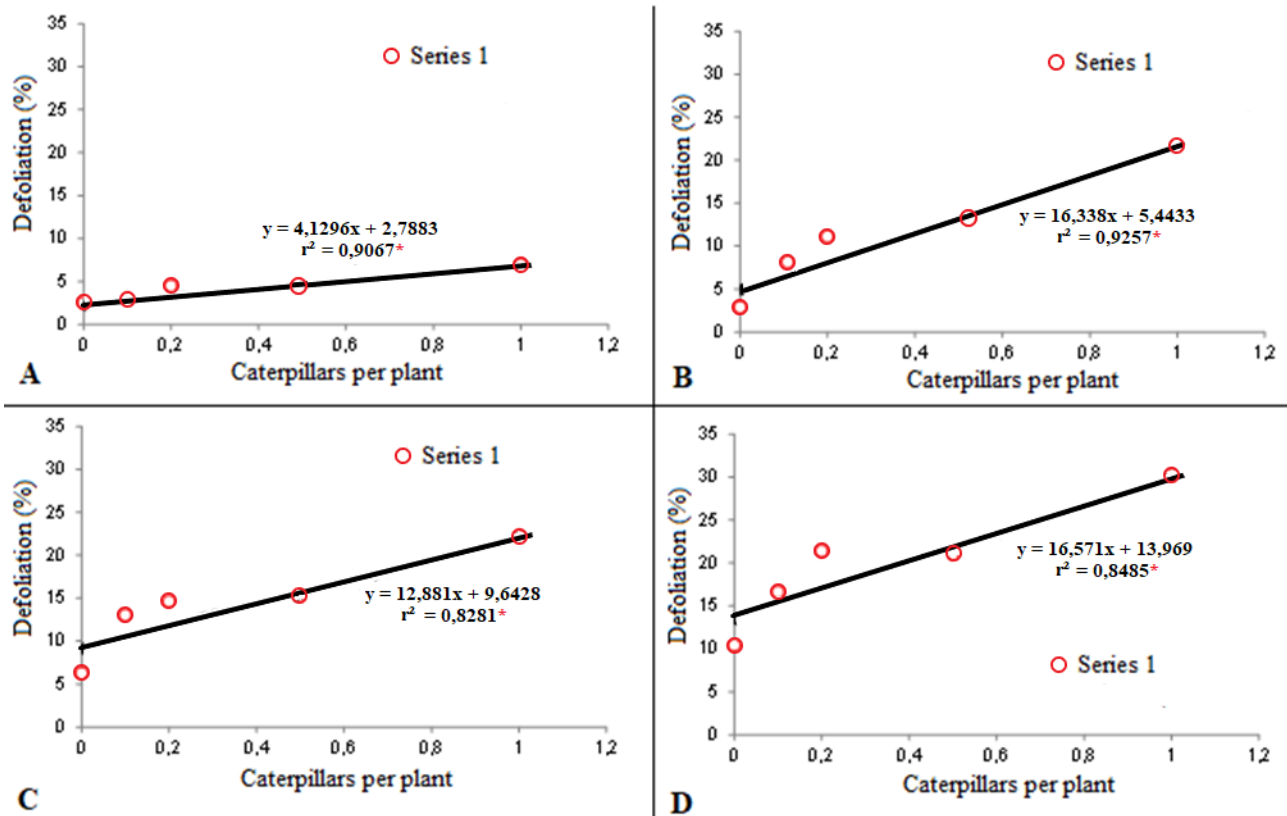 Series 1
Defoliation (%)
35
30
25
20
15
10
5
0
y = 4,1296x + 2,7883
r² = 0,9067*
0 0,2 0,4 0,6 0,8 1 1,2
Caterpillars per plant
A
Series 1
Defoliation (%)
35
30
25
20
15
10
5
0
y = 16,338x + 5,4433
r² = 0,9257*
0 0,2 0,4 0,6 0,8 1 1,2
Caterpillars per plant
B
Series 1
Defoliation (%)
35
30
25
20
15
10
5
0
y = 12,881x + 9,6428
r² = 0,8281*
0 0,2 0,4 0,6 0,8 1 1,2
Caterpillars per plant
C
Defoliation (%)
35
30
25
20
15
10
5
0
y = 16,571x + 13,969
r² = 0,8485*
Series 1
0 0,2 0,4 0,6 0,8 1 1,2
Caterpillars per plant
D